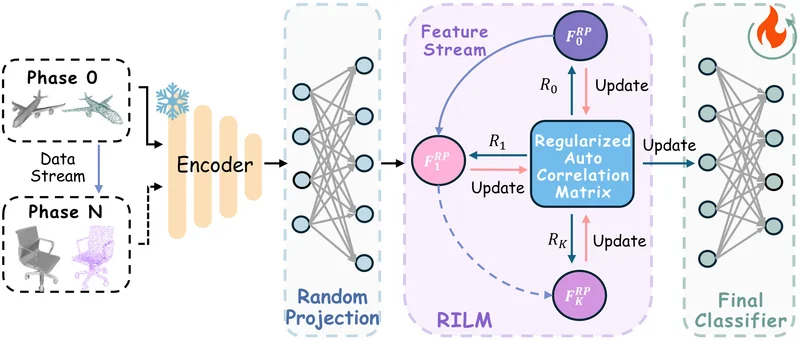 Phase 0
Data
Stream
Phase N
Encoder
Random
Projection
Feature
Stream
F_0^{RP}
R_0
Update
F_1^{RP}
R_1
Update
Regularized
Auto
Correlation
Matrix
Update
R_K
Update
F_K^{RP}
RILM
Final
Classifier